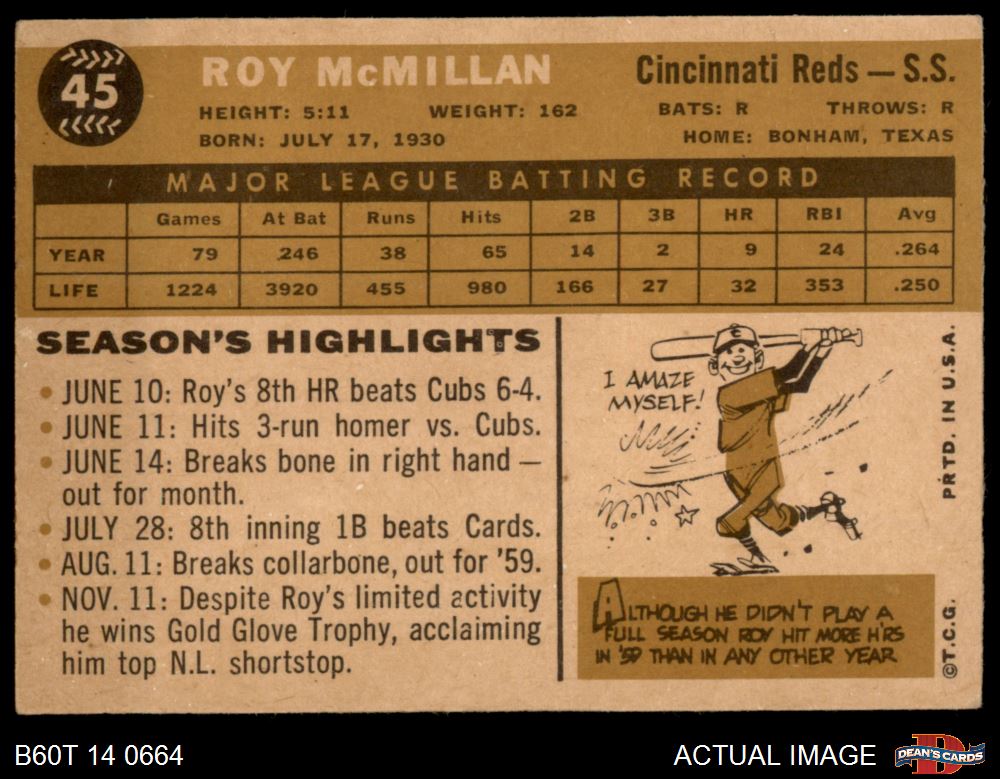 45
ROY McMILLAN
Cincinnati Reds — S.S.
HEIGHT: 5:11 WEIGHT: 162 BATS: R THROWS: R
BORN: JULY 17, 1930 HOME: BONHAM, TEXAS
MAJOR LEAGUE BATTING RECORD
Games At Bat Runs Hits 2B 3B HR RBI Avg
YEAR 79 246 38 65 14 2 9 24 .264
LIFE 1224 3920 455 980 166 27 32 353 .250
SEASON'S HIGHLIGHTS
• JUNE 10: Roy's 8th HR beats Cubs 6-4.
• JUNE 11: Hits 3-run homer vs. Cubs.
• JUNE 14: Breaks bone in right hand —
out for month.
• JULY 28: 8th inning 1B beats Cards.
• AUG. 11: Breaks collarbone, out for '59.
• NOV. 11: Despite Roy's limited activity
he wins Gold Glove Trophy, acclaiming
him top N.L. shortstop.
C
I AMAZE
MYSELF!
ALTHOUGH HE DIDN'T PLAY A
FULL SEASON ROY HIT MORE H'RS
IN '59 THAN IN ANY OTHER YEAR
©T.C.G. PRTD. IN U.S.A.
B60T 14 0664
ACTUAL IMAGE
D
DEAN'S CARDS